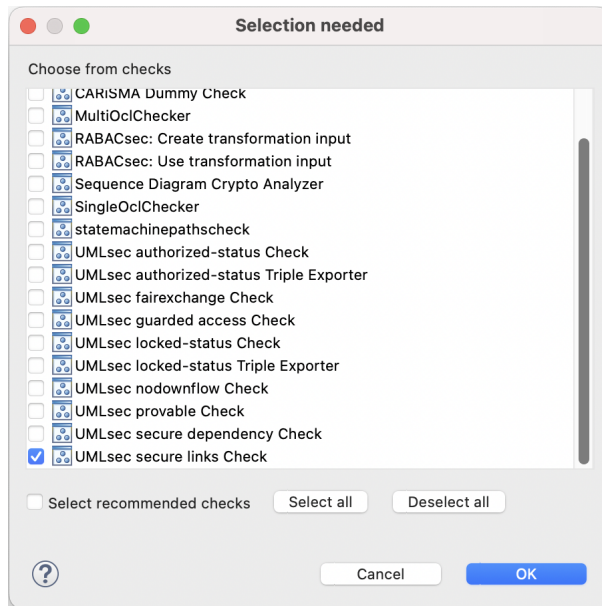 Selection needed
Choose from checks
CARiSMA Dummy Check
MultiOclChecker
RABACsec: Create transformation input
RABACsec: Use transformation input
Sequence Diagram Crypto Analyzer
SingleOclChecker
statemachinepathscheck
UMLsec authorized-status Check
UMLsec authorized-status Triple Exporter
UMLsec fairexchange Check
UMLsec guarded access Check
UMLsec locked-status Check
UMLsec locked-status Triple Exporter
UMLsec nodownflow Check
UMLsec provable Check
UMLsec secure dependency Check
UMLsec secure links Check
Select recommended checks Select all Deselect all
? Cancel OK